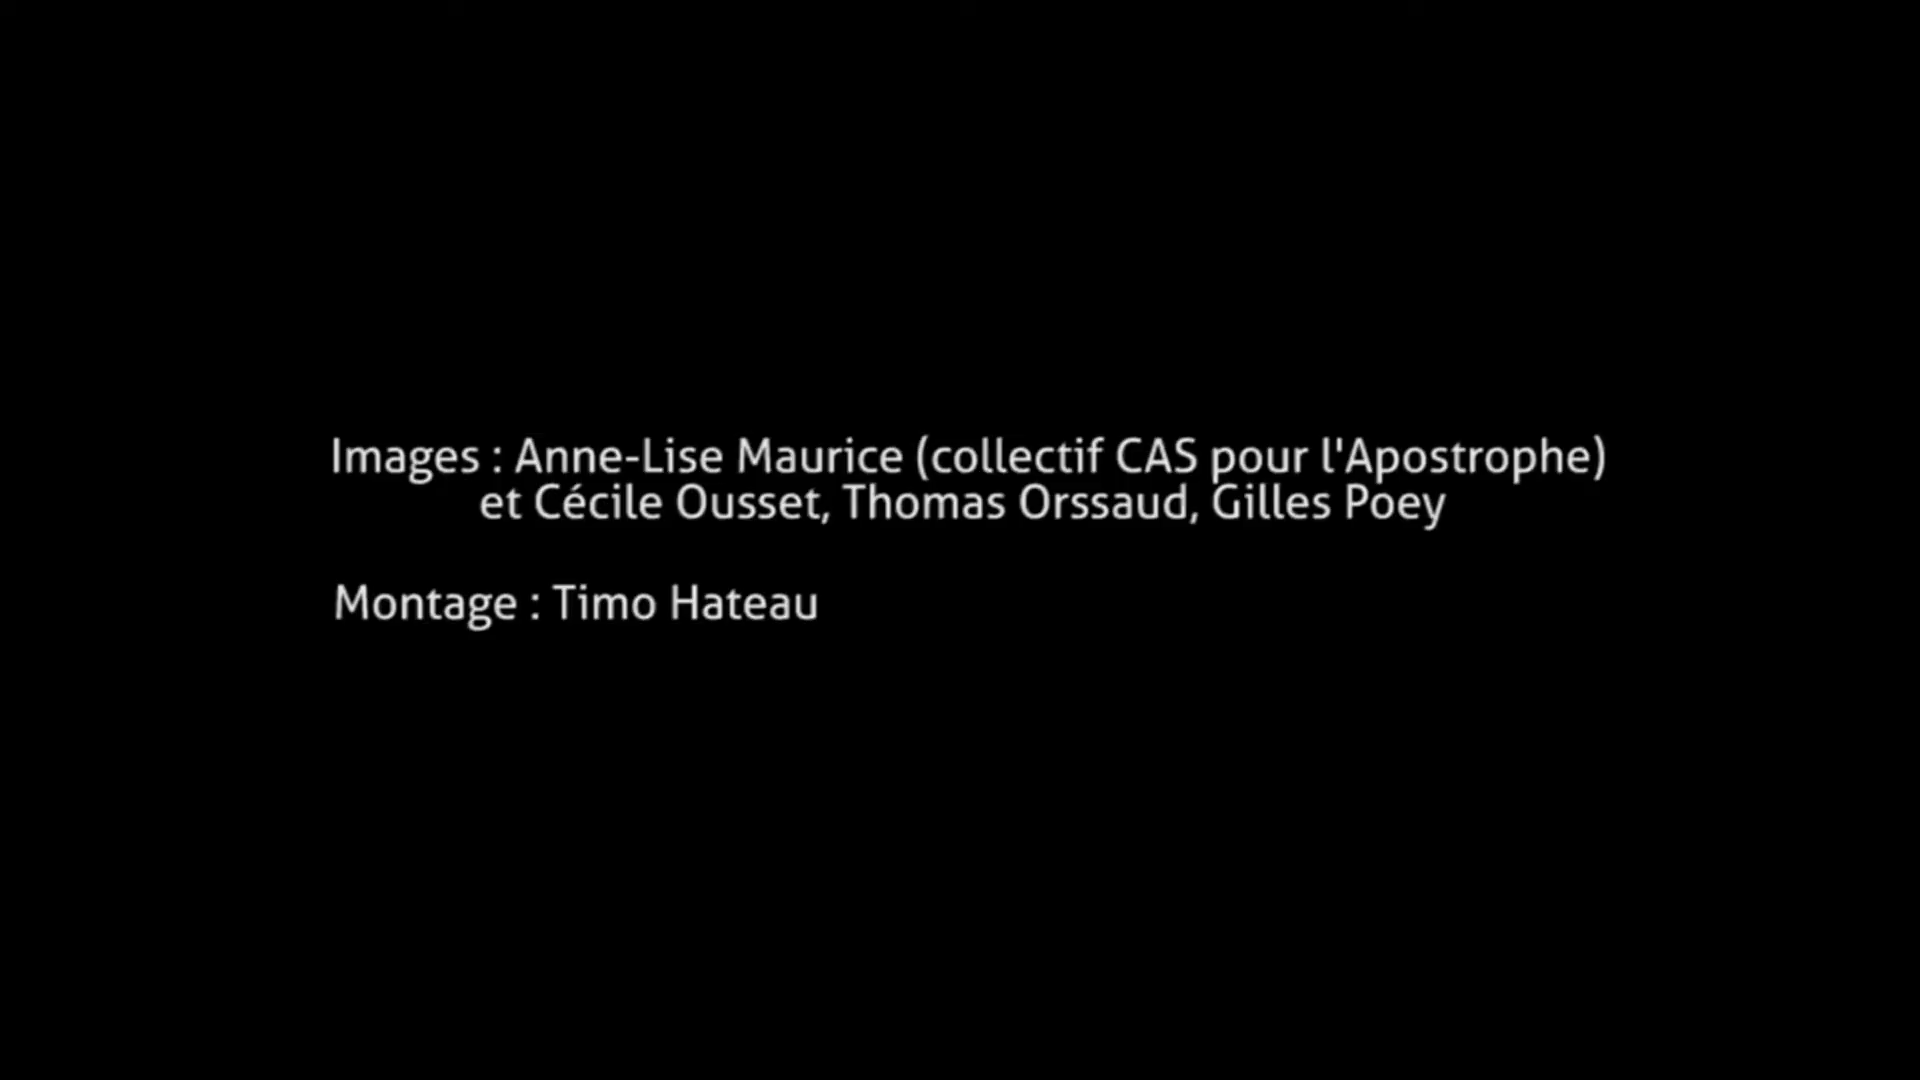 Images : Anne-Lise Maurice (collectif CAS pour l'Apostrophe)
et Cécile Ousset, Thomas Orssaud, Gilles Poey
Montage : Timo Hateau